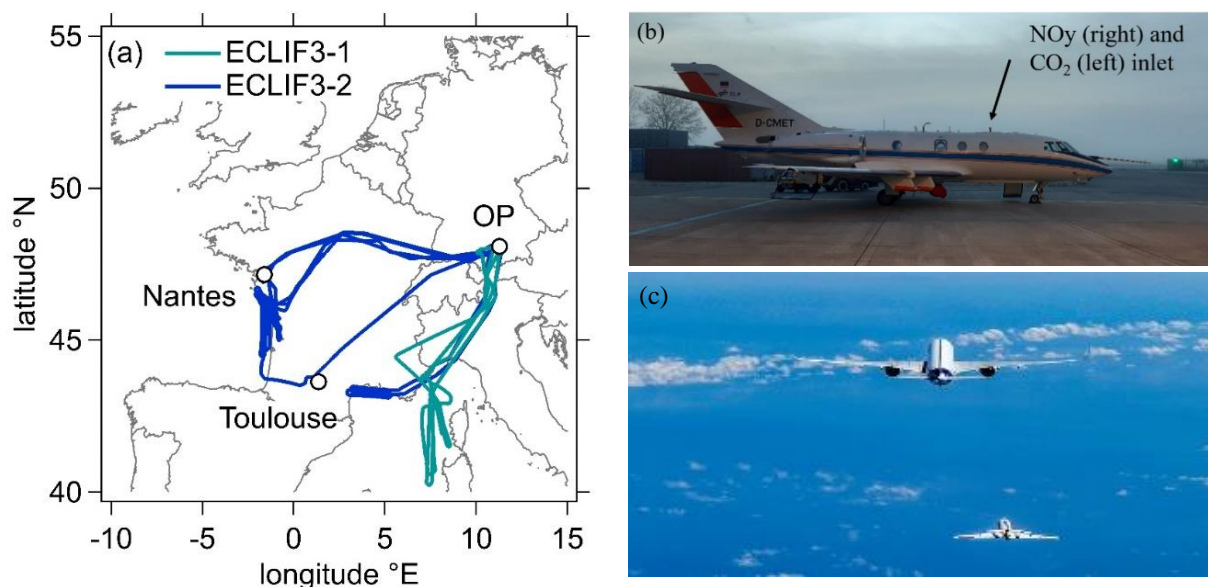 (a)
ECLIF3-1
ECLIF3-2
55
50
45
40
latitude °N
OP
Nantes
Toulouse
-10
-5
0
5
10
15
longitude °E
(b)
NOy (right) and
CO₂ (left) inlet
D-CMET
(c)